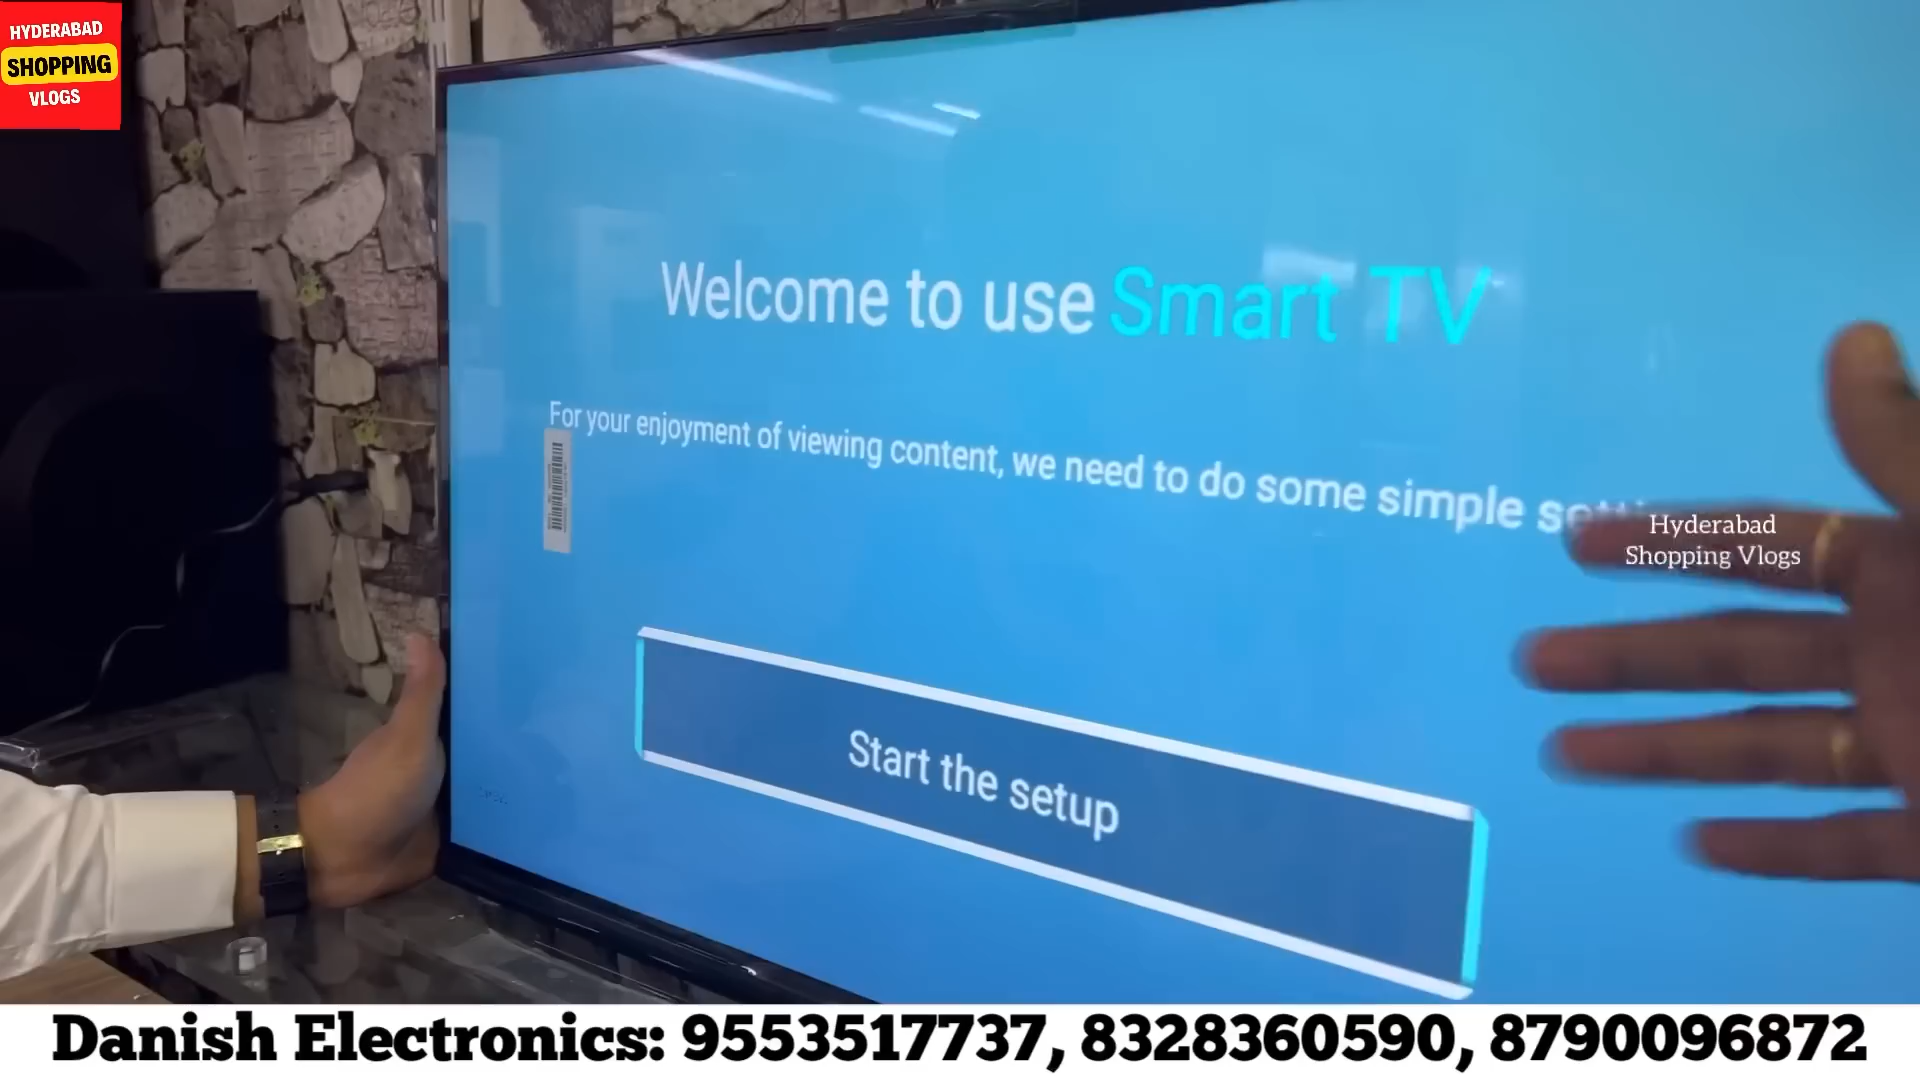 HYDERABAD
SHOPPING
VLOGS
Welcome to use Smart TV
For your enjoyment of viewing content, we need to do some simple
Hyderabad
Shopping Vlogs
Start the setup
Danish Electronics: 9553517737, 8328360590, 8790096872